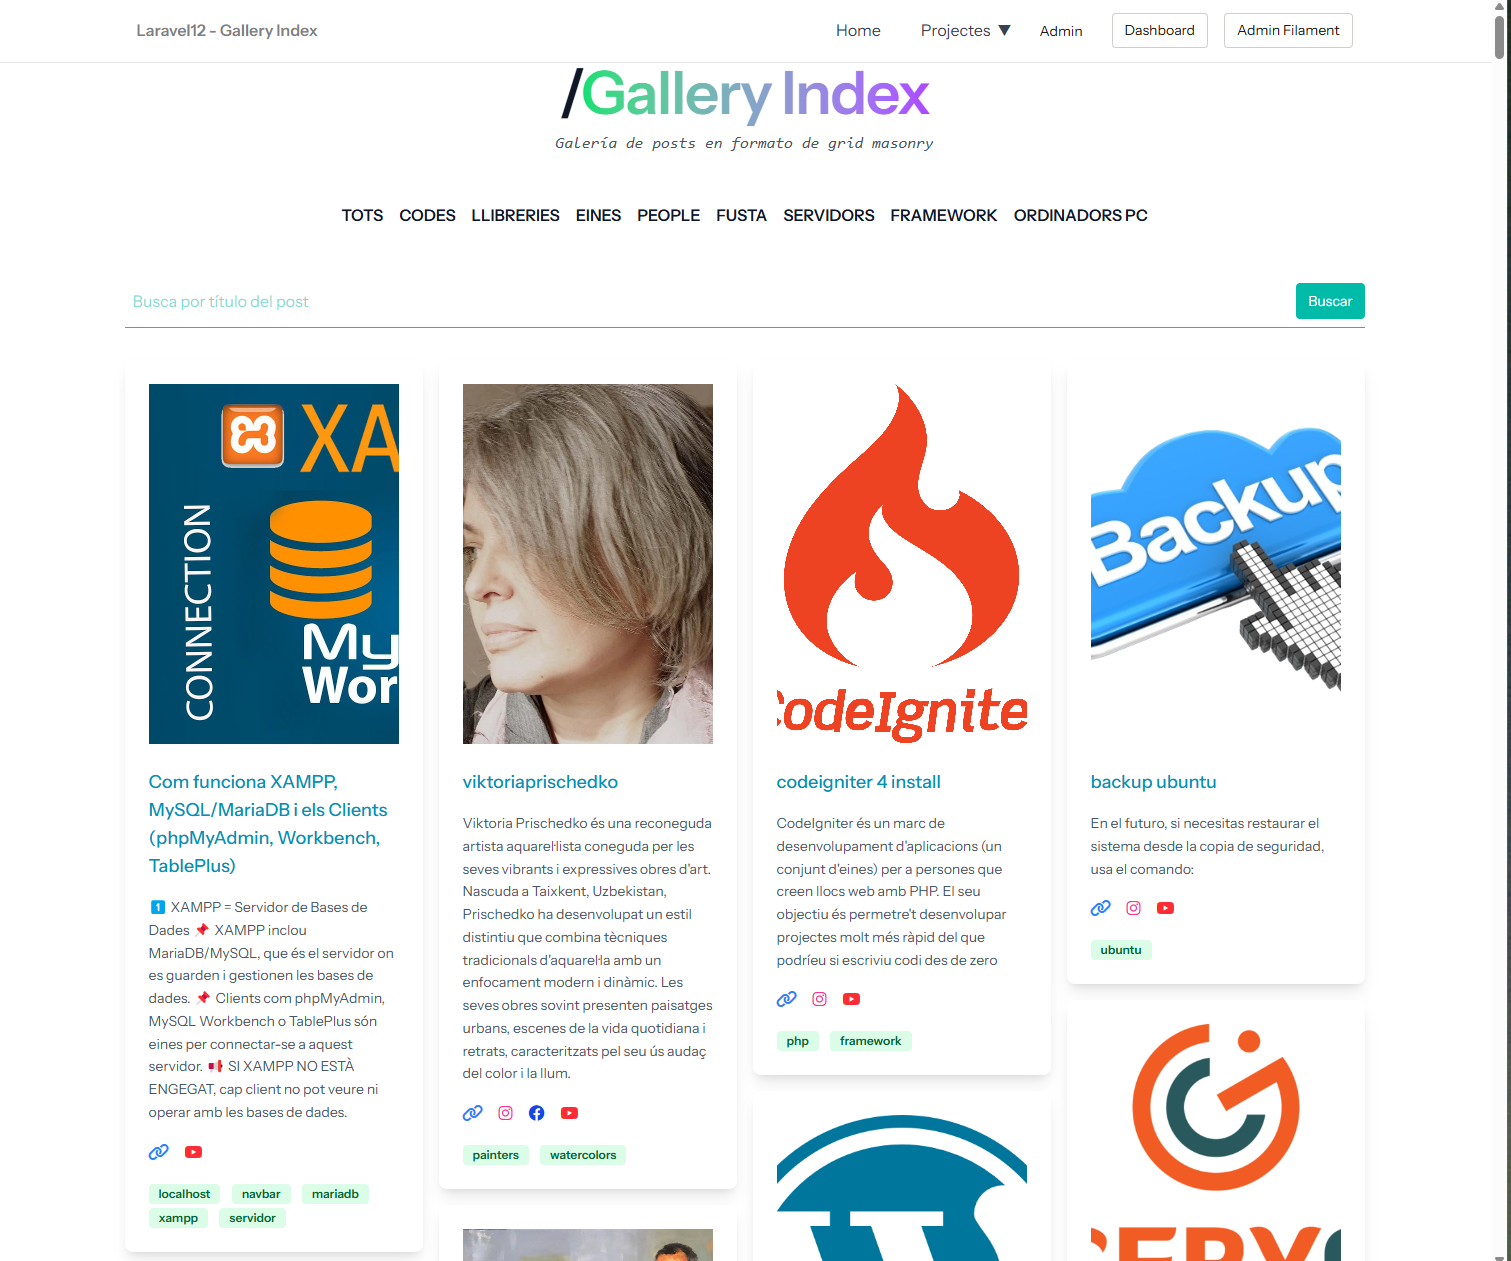 Laravel12 - Gallery Index
Home Projectes ▼ Admin Dashboard Admin Filament
/Gallery Index
Galería de posts en formato de grid masonry
TOTS CODES LLIBRERIES EINES PEOPLE FUSTA SERVIDORS FRAMEWORK ORDINADORS PC
Busca por título del post
Buscar
XA
CONNECTION
My
Wor
Com funciona XAMPP,
MySQL/MariaDB i els Clients
(phpMyAdmin, Workbench,
TablePlus)
1 XAMPP = Servidor de Bases de
Dades 📌 XAMPP inclou
MariaDB/MySQL, que és el servidor on
es guarden i gestionen les bases de
dades. 📌 Clients com phpMyAdmin,
MySQL Workbench o TablePlus són
eines per connectar-se a aquest
servidor. 📢 SI XAMPP NO ESTÀ
ENGEGAT, cap client no pot veure ni
operar amb les bases de dades.
localhost navbar mariadb
xampp servidor
viktoriaprischedko
Viktoria Prischedko és una reconeguda
artista aquarel·lista coneguda per les
seves vibrants i expressives obres d'art.
Nascuda a Taixkent, Uzbekistan,
Prischedko ha desenvolupat un estil
distintiu que combina tècniques
tradicionals d'aquarel·la amb un
enfocament modern i dinàmic. Les
seves obres sovint presenten paisatges
urbans, escenes de la vida quotidiana i
retrats, caracteritzats pel seu ús audaç
del color i la llum.
painters watercolors
CodeIgnite
codeigniter 4 install
CodeIgniter és un marc de
desenvolupament d'aplicacions (un
conjunt d'eines) per a persones que
creen llocs web amb PHP. El seu
objectiu és permetre't desenvolupar
projectes molt més ràpid del que
podríeu si escriviu codi des de zero
php framework
Backup
backup ubuntu
En el futuro, si necesitas restaurar el
sistema desde la copia de seguridad,
usa el comando:
ubuntu